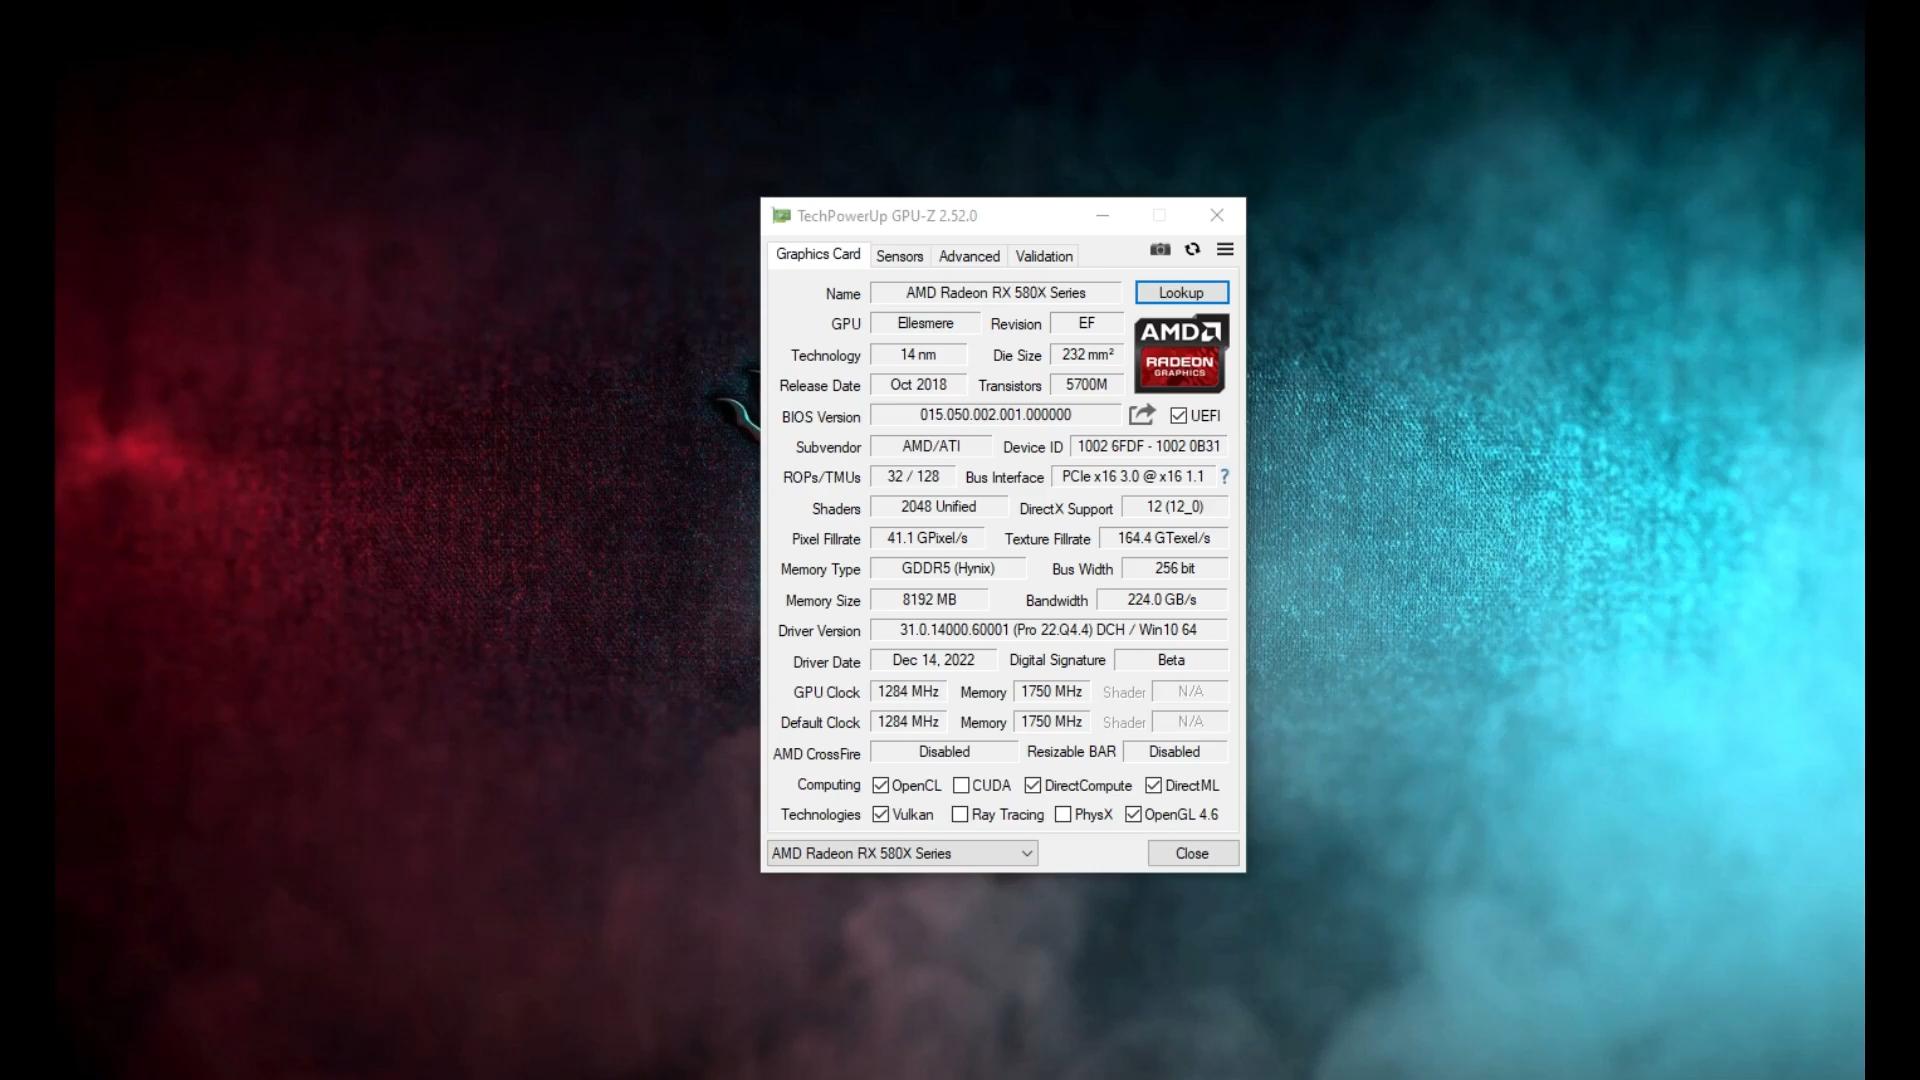 TechPowerUp GPU-Z 2.52.0
Graphics Card Sensors Advanced Validation
Name AMD Radeon RX 580X Series Lookup
GPU Ellesmere Revision EF
AMD
RADEON
GRAPHICS
Technology 14 nm Die Size 232 mm²
Release Date Oct 2018 Transistors 5700M
BIOS Version 015.050.002.001.000000 UEFI
Subvendor AMD/ATI Device ID 1002 6FDF - 1002 0B31
ROPs/TMUs 32 / 128 Bus Interface PCIe x16 3.0 @ x16 1.1 ?
Shaders 2048 Unified DirectX Support 12 (12_0)
Pixel Fillrate 41.1 GPixel/s Texture Fillrate 164.4 GTexel/s
Memory Type GDDR5 (Hynix) Bus Width 256 bit
Memory Size 8192 MB Bandwidth 224.0 GB/s
Driver Version 31.0.14000.60001 (Pro 22.Q4.4) DCH / Win10 64
Driver Date Dec 14, 2022 Digital Signature Beta
GPU Clock 1284 MHz Memory 1750 MHz Shader N/A
Default Clock 1284 MHz Memory 1750 MHz Shader N/A
AMD CrossFire Disabled Resizable BAR Disabled
Computing OpenCL CUDA DirectCompute DirectML
Technologies Vulkan Ray Tracing PhysX OpenGL 4.6
AMD Radeon RX 580X Series Close